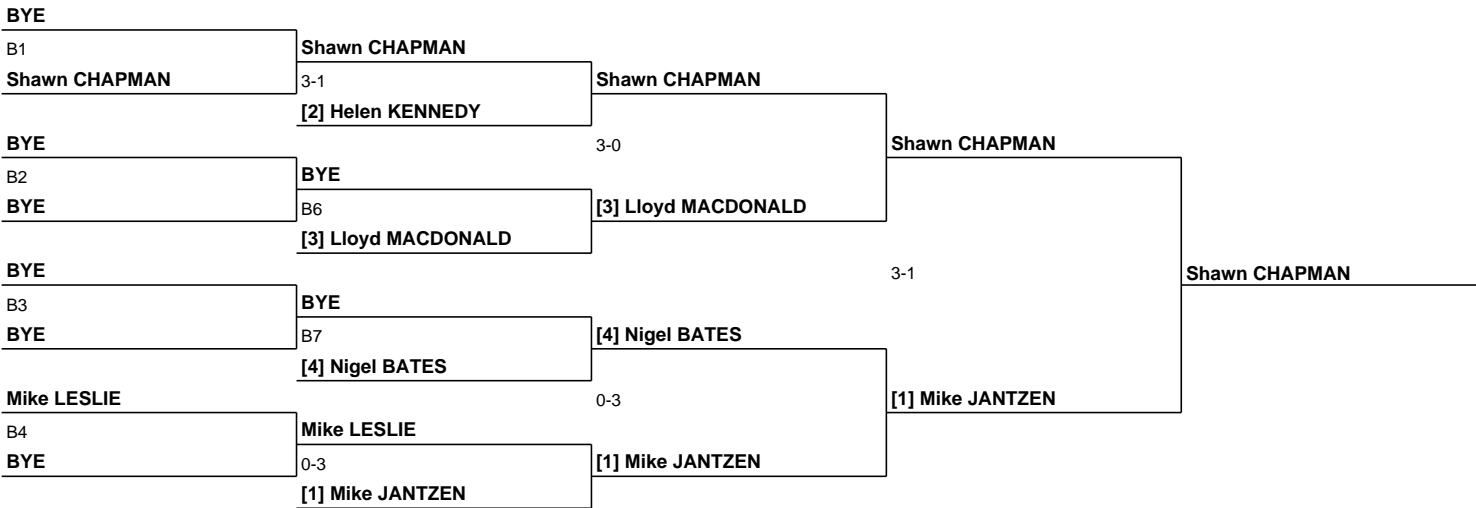 BYE
B1
Shawn CHAPMAN
Shawn CHAPMAN
3-1
Shawn CHAPMAN
[2] Helen KENNEDY
BYE
3-0
Shawn CHAPMAN
B2
BYE
BYE
B6
[3] Lloyd MACDONALD
[3] Lloyd MACDONALD
BYE
3-1
Shawn CHAPMAN
B3
BYE
BYE
B7
[4] Nigel BATES
[4] Nigel BATES
Mike LESLIE
0-3
[1] Mike JANTZEN
B4
Mike LESLIE
BYE
0-3
[1] Mike JANTZEN
[1] Mike JANTZEN